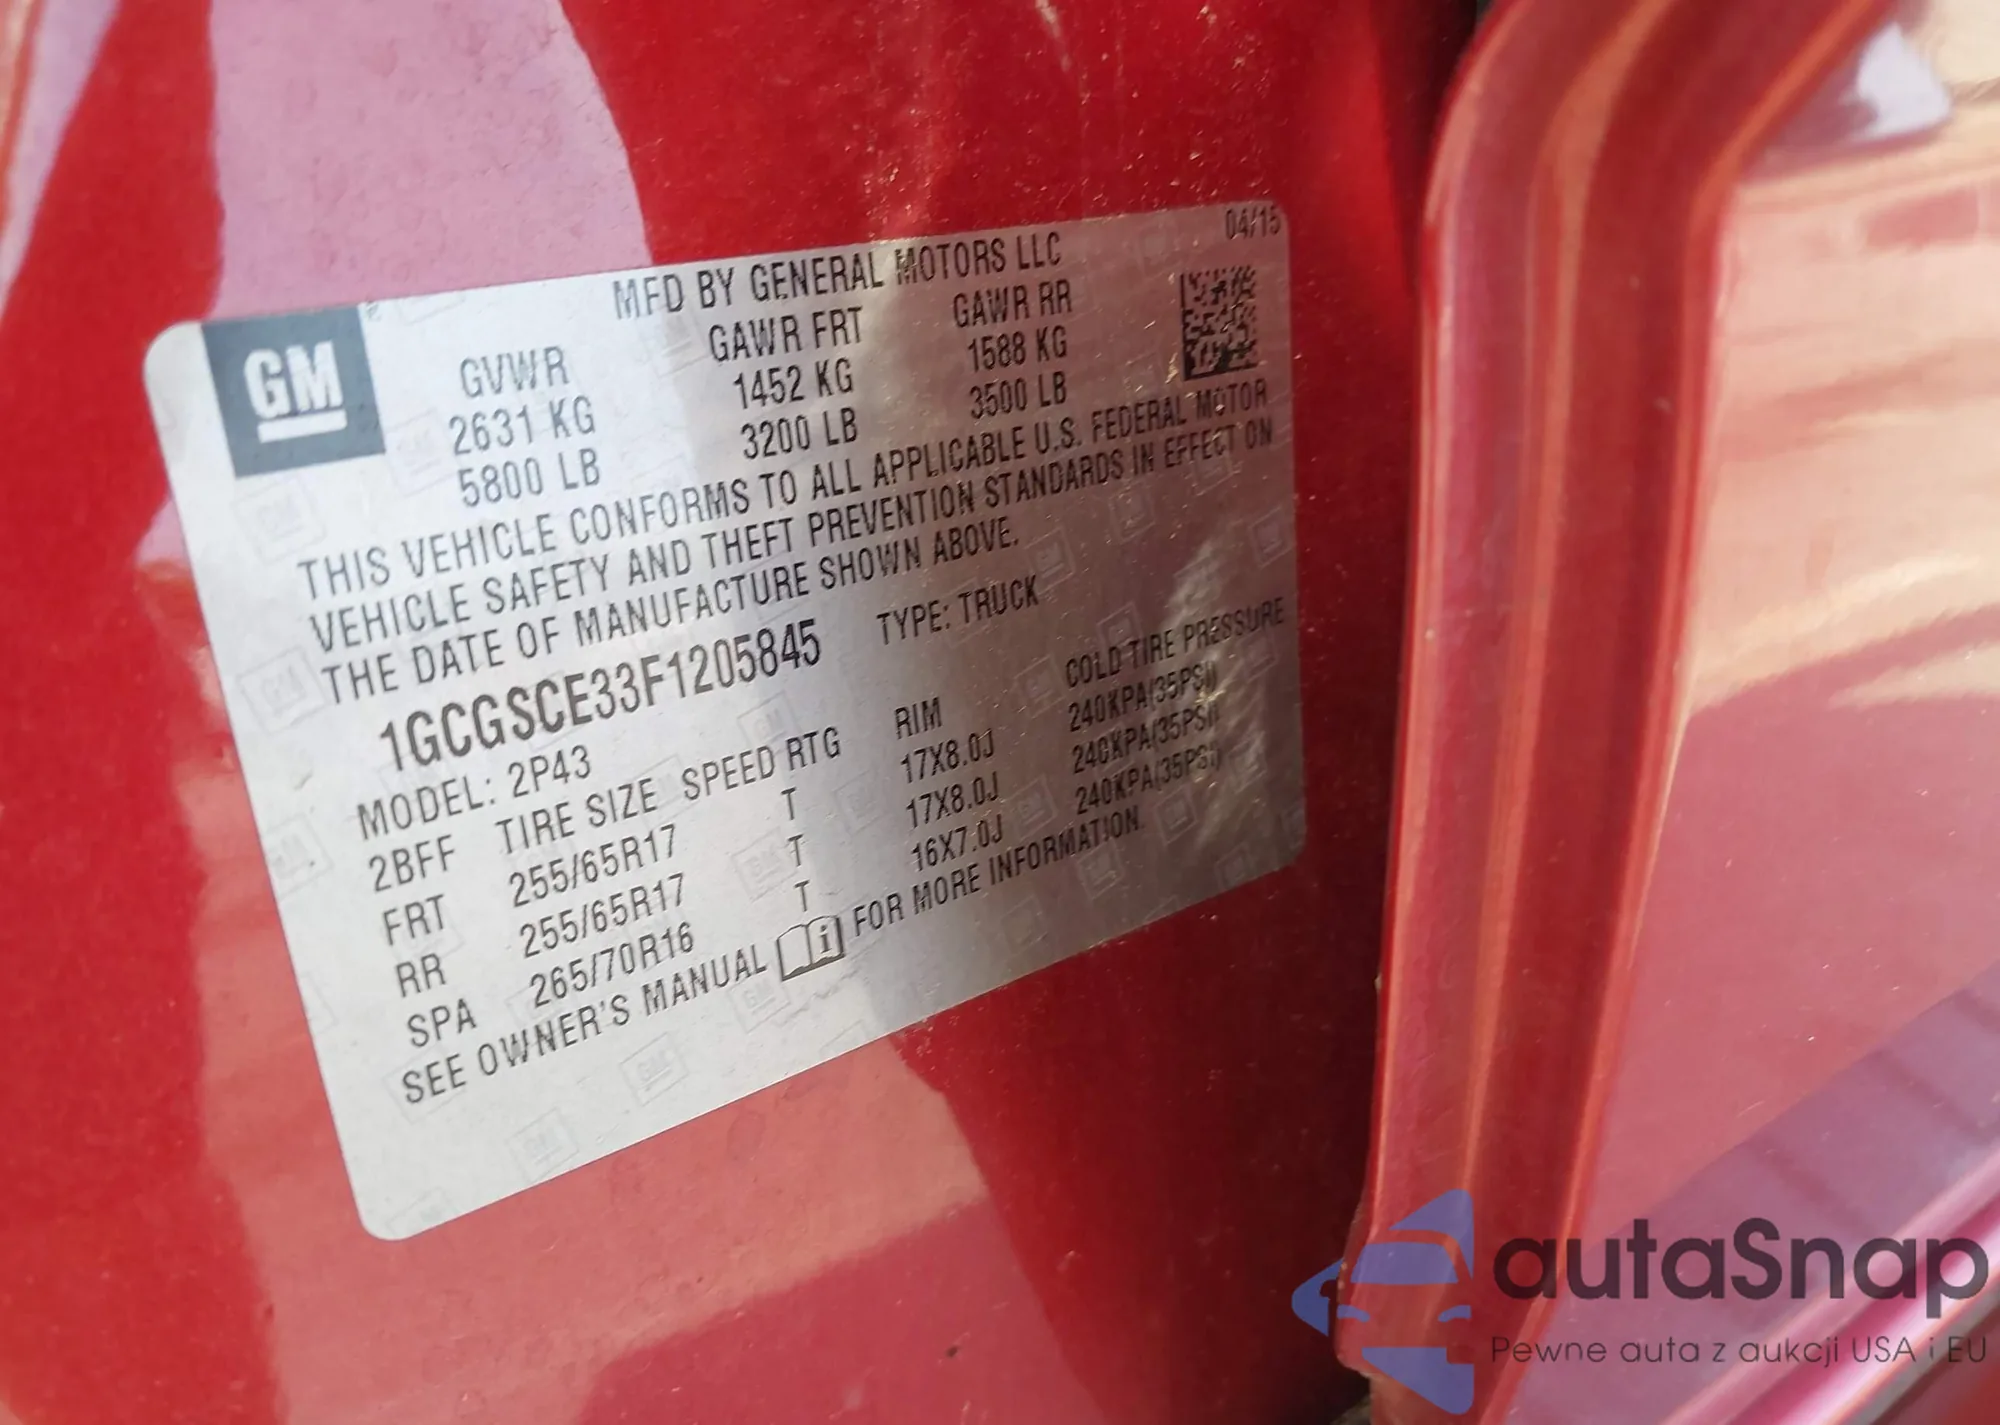 04/15
MFD BY GENERAL MOTORS LLC
GM
GVWR GAWR FRT GAWR RR
2631 KG 1452 KG 1588 KG
5800 LB 3200 LB 3500 LB
THIS VEHICLE CONFORMS TO ALL APPLICABLE U.S. FEDERAL MOTOR
VEHICLE SAFETY AND THEFT PREVENTION STANDARDS IN EFFECT ON
THE DATE OF MANUFACTURE SHOWN ABOVE.
1GCGSCE33F1205845 TYPE: TRUCK
MODEL: 2P43
2BFF TIRE SIZE SPEED RTG RIM COLD TIRE PRESSURE
FRT 255/65R17 T 17X8.0J 240KPA(35PSI)
RR 255/65R17 T 17X8.0J 240KPA(35PSI)
SPA 265/70R16 T 16X7.0J 240KPA(35PSI)
SEE OWNER'S MANUAL i FOR MORE INFORMATION.
autaSnap
Pewne auta z aukcji USA i EU